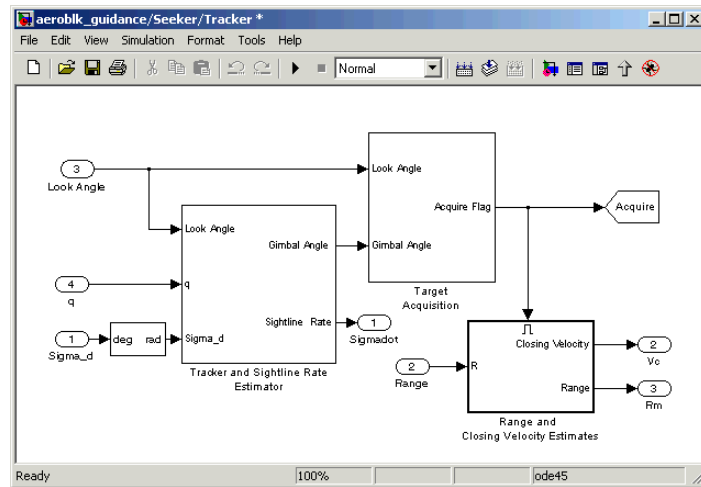 aeroblk_guidance/Seeker/Tracker *
File Edit View Simulation Format Tools Help
Normal
3
Look Angle
Look Angle
Acquire Flag
Gimbal Angle
Target
Acquisition
Acquire
Look Angle
Gimbal Angle
q
Sightline Rate
Sigma_d
Tracker and Sightline Rate
Estimator
4
q
1
Sigma_d
deg rad
1
Sigmadot
2
Range
Closing Velocity
R
Range
Range and
Closing Velocity Estimates
2
Vc
3
Rm
Ready
100%
ode45